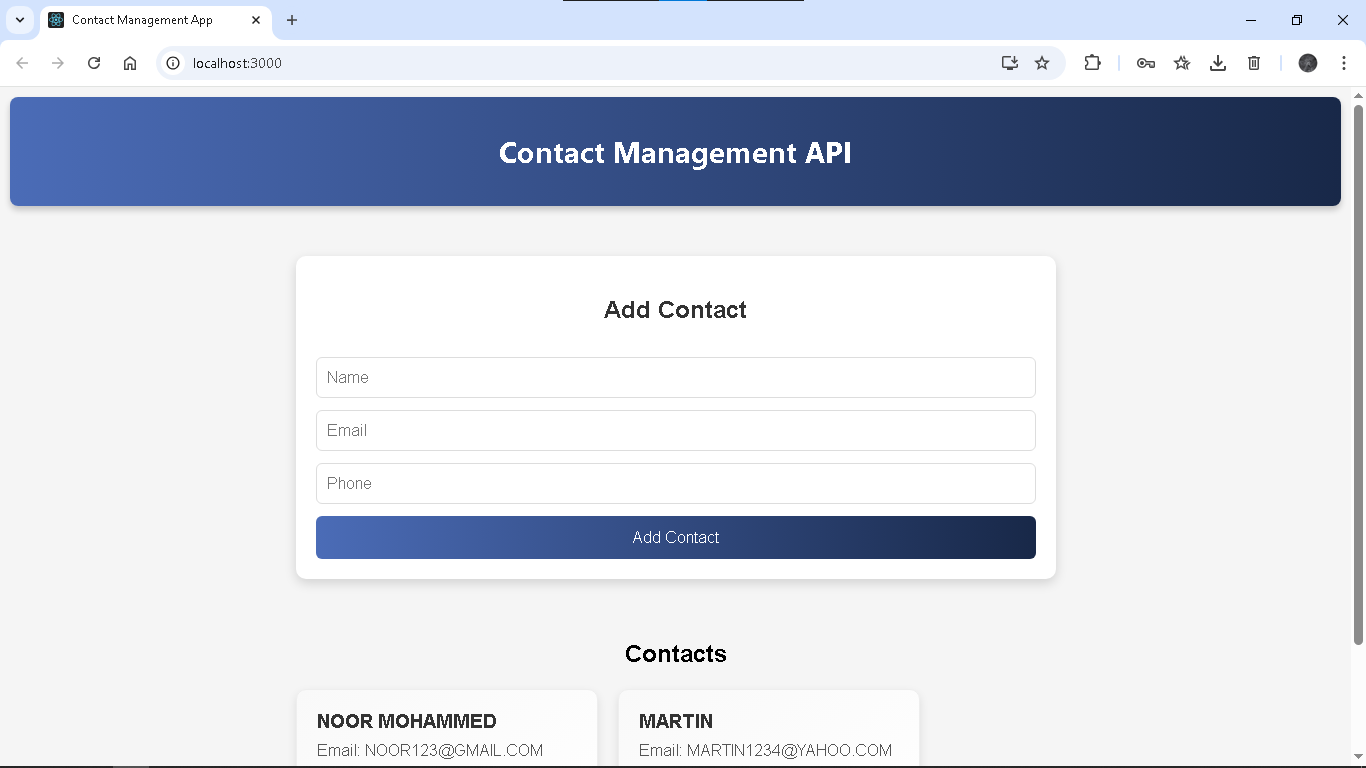 Contact Management App
localhost:3000
Contact Management API
Add Contact
Name
Email
Phone
Add Contact
Contacts
NOOR MOHAMMED
Email: NOOR123@GMAIL.COM
MARTIN
Email: MARTIN1234@YAHOO.COM